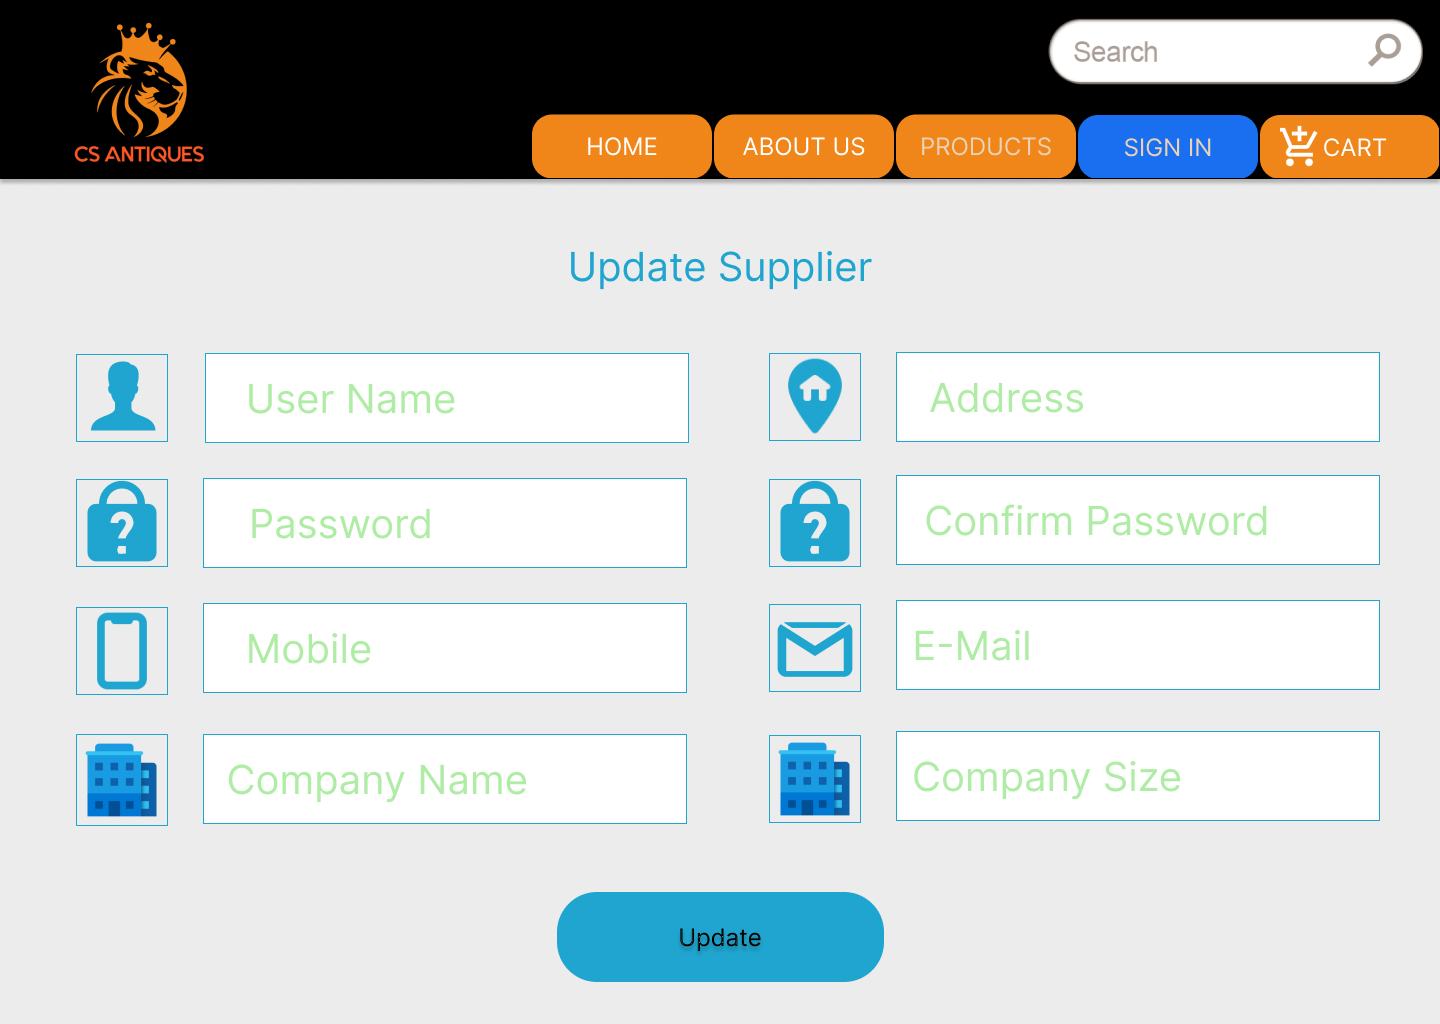 Search
CS ANTIQUES
HOME
ABOUT US
PRODUCTS
SIGN IN
CART
Update Supplier
User Name
Address
?
Password
?
Confirm Password
Mobile
E-Mail
Company Name
Company Size
Update